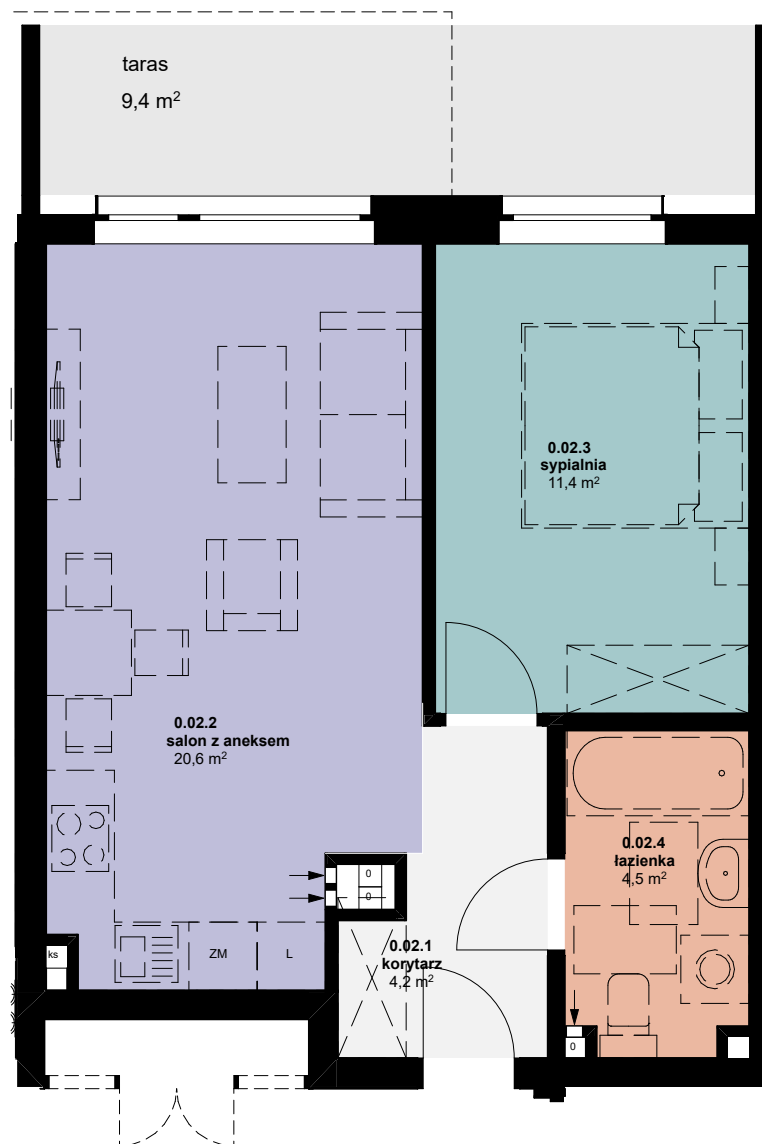 taras
9,4 m²
0.02.3
sypialnia
11,4 m²
0.02.2
salon z aneksem
20,6 m²
0.02.4
łazienka
4,5 m²
0
0
0.02.1
korytarz
4,2 m²
ks
ZM
L
0